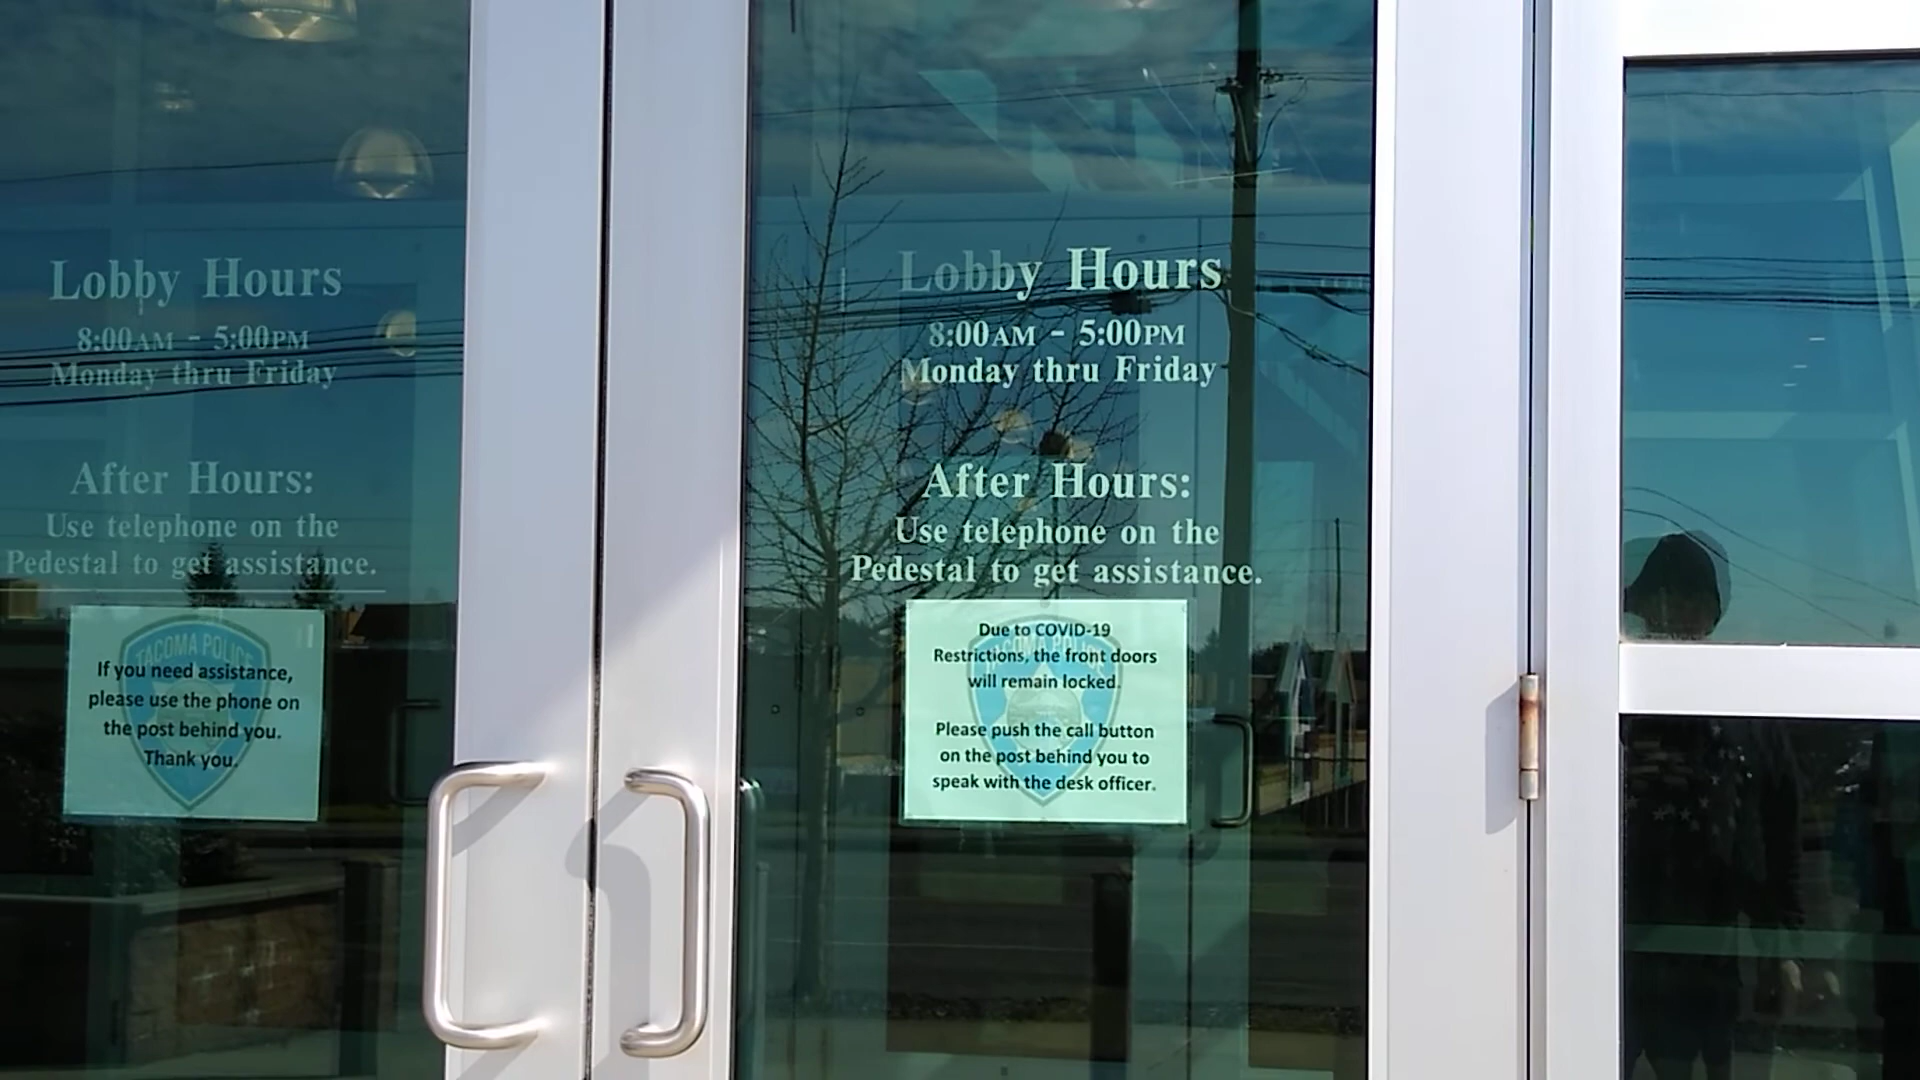 Lobby Hours
8:00AM - 5:00PM
Monday thru Friday
After Hours:
Use telephone on the
Pedestal to get assistance.
TACOMA POLICE
If you need assistance,
please use the phone on
the post behind you.
Thank you.
Lobby Hours
8:00AM - 5:00PM
Monday thru Friday
After Hours:
Use telephone on the
Pedestal to get assistance.
TACOMA POLICE
Due to COVID-19
Restrictions, the front doors
will remain locked.
Please push the call button
on the post behind you to
speak with the desk officer.